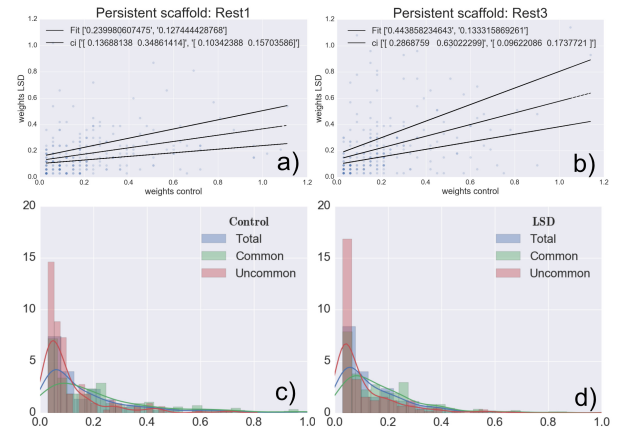 Persistent scaffold: Rest1
Fit ['0.239980607475', '0.127444428768']
ci ['[ 0.13688138 0.34861414]', '[ 0.10342388 0.15703586]']
weights LSD
1.2
1.0
0.8
0.6
0.4
0.2
0.0
0.0 0.2 0.4 0.6 0.8 1.0 1.2
weights control
a)
Persistent scaffold: Rest3
Fit ['0.443858234643', '0.133315869261']
ci ['[ 0.2868759 0.63022299]', '[ 0.09622086 0.1737721 ]']
weights LSD
1.2
1.0
0.8
0.6
0.4
0.2
0.0
0.0 0.2 0.4 0.6 0.8 1.0 1.2
weights control
b)
Control
Total
Common
Uncommon
20
15
10
5
0
0.0 0.2 0.4 0.6 0.8 1.0
c)
LSD
Total
Common
Uncommon
20
15
10
5
0
0.0 0.2 0.4 0.6 0.8 1.0
d)